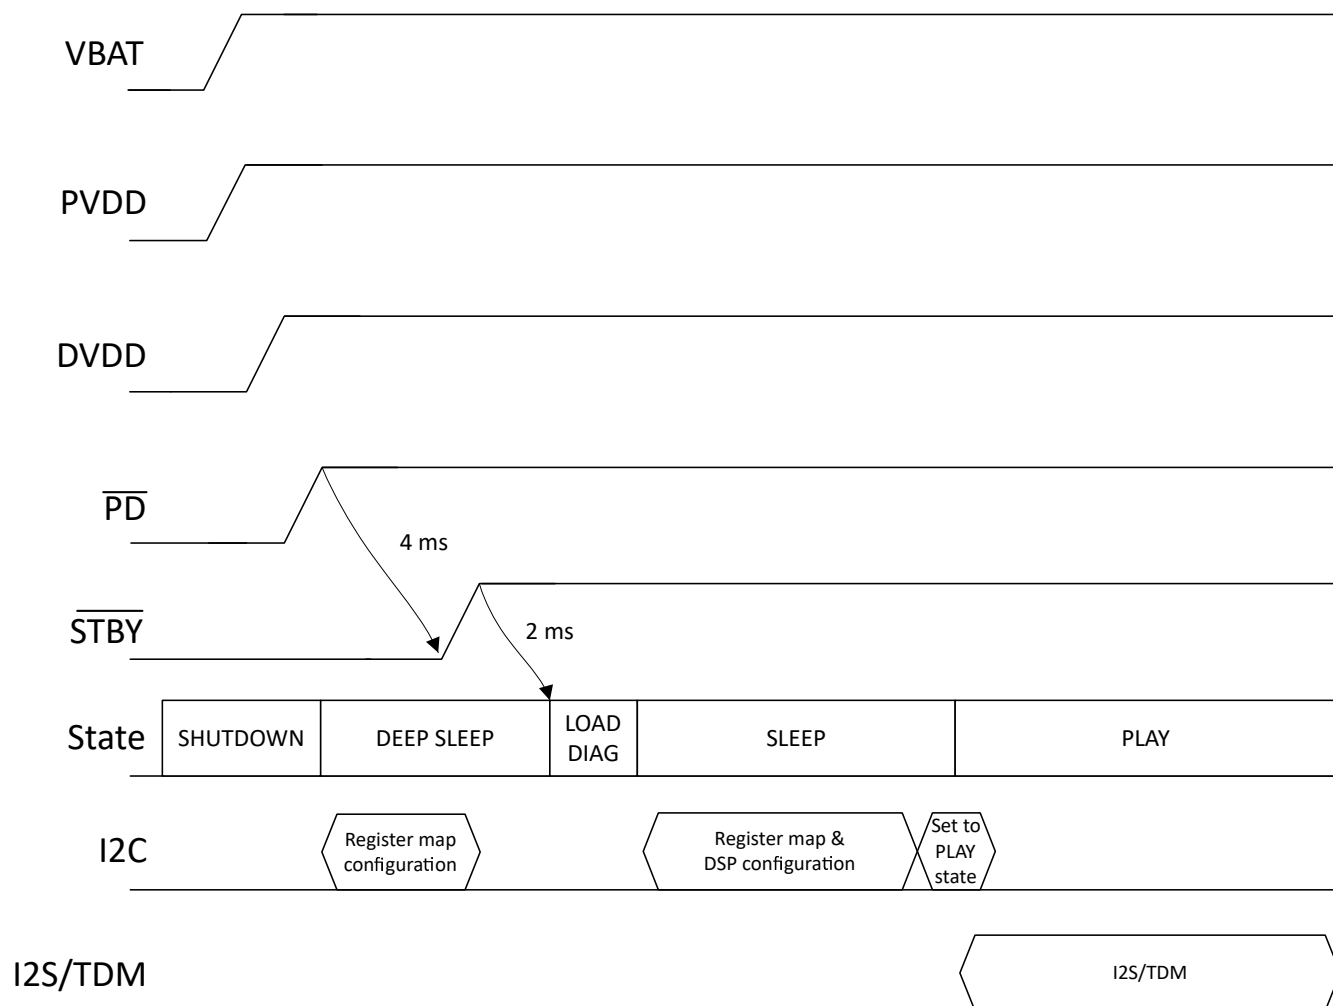 VBAT
PVDD
DVDD
PD
4 ms
STBY
2 ms
State
SHUTDOWN
DEEP SLEEP
LOAD
DIAG
SLEEP
PLAY
I2C
Register map
configuration
Register map &
DSP configuration
Set to
PLAY
state
I2S/TDM
I2S/TDM